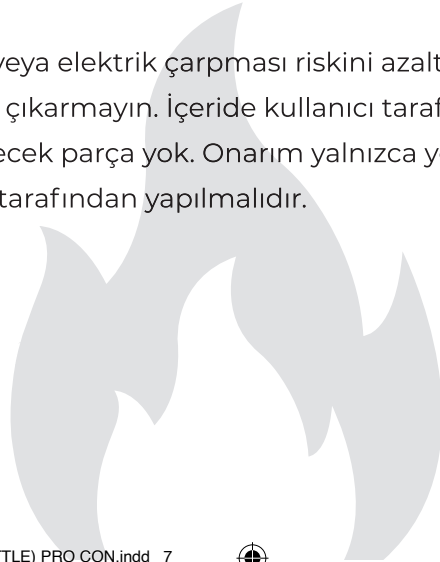 veya elektrik çarpması riskini azalt
çıkarmayın. İçeride kullanıcı taraf
ecek parça yok. Onarım yalnızca y
tarafından yapılmalıdır.
TLE) PRO CON.indd 7